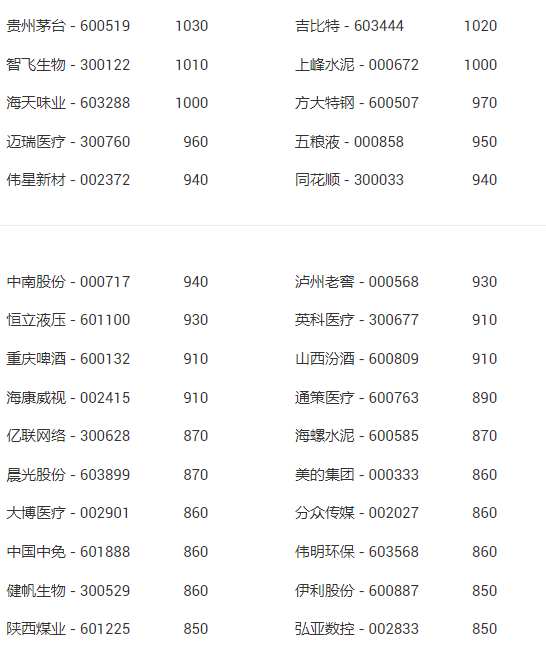 贵州茅台 - 600519 1030 吉比特 - 603444 1020
智飞生物 - 300122 1010 上峰水泥 - 000672 1000
海天味业 - 603288 1000 方大特钢 - 600507 970
迈瑞医疗 - 300760 960 五粮液 - 000858 950
伟星新材 - 002372 940 同花顺 - 300033 940
中南股份 - 000717 940 泸州老窖 - 000568 930
恒立液压 - 601100 930 英科医疗 - 300677 910
重庆啤酒 - 600132 910 山西汾酒 - 600809 910
海康威视 - 002415 910 通策医疗 - 600763 890
亿联网络 - 300628 870 海螺水泥 - 600585 870
晨光股份 - 603899 870 美的集团 - 000333 860
大博医疗 - 002901 860 分众传媒 - 002027 860
中国中免 - 601888 860 伟明环保 - 603568 860
健帆生物 - 300529 860 伊利股份 - 600887 850
陕西煤业 - 601225 850 弘亚数控 - 002833 850